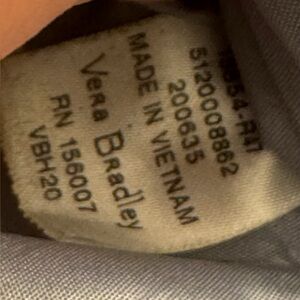 5120008862
200635
MADE IN VIETNAM
Vera Bradley
RN 156007
VBH20